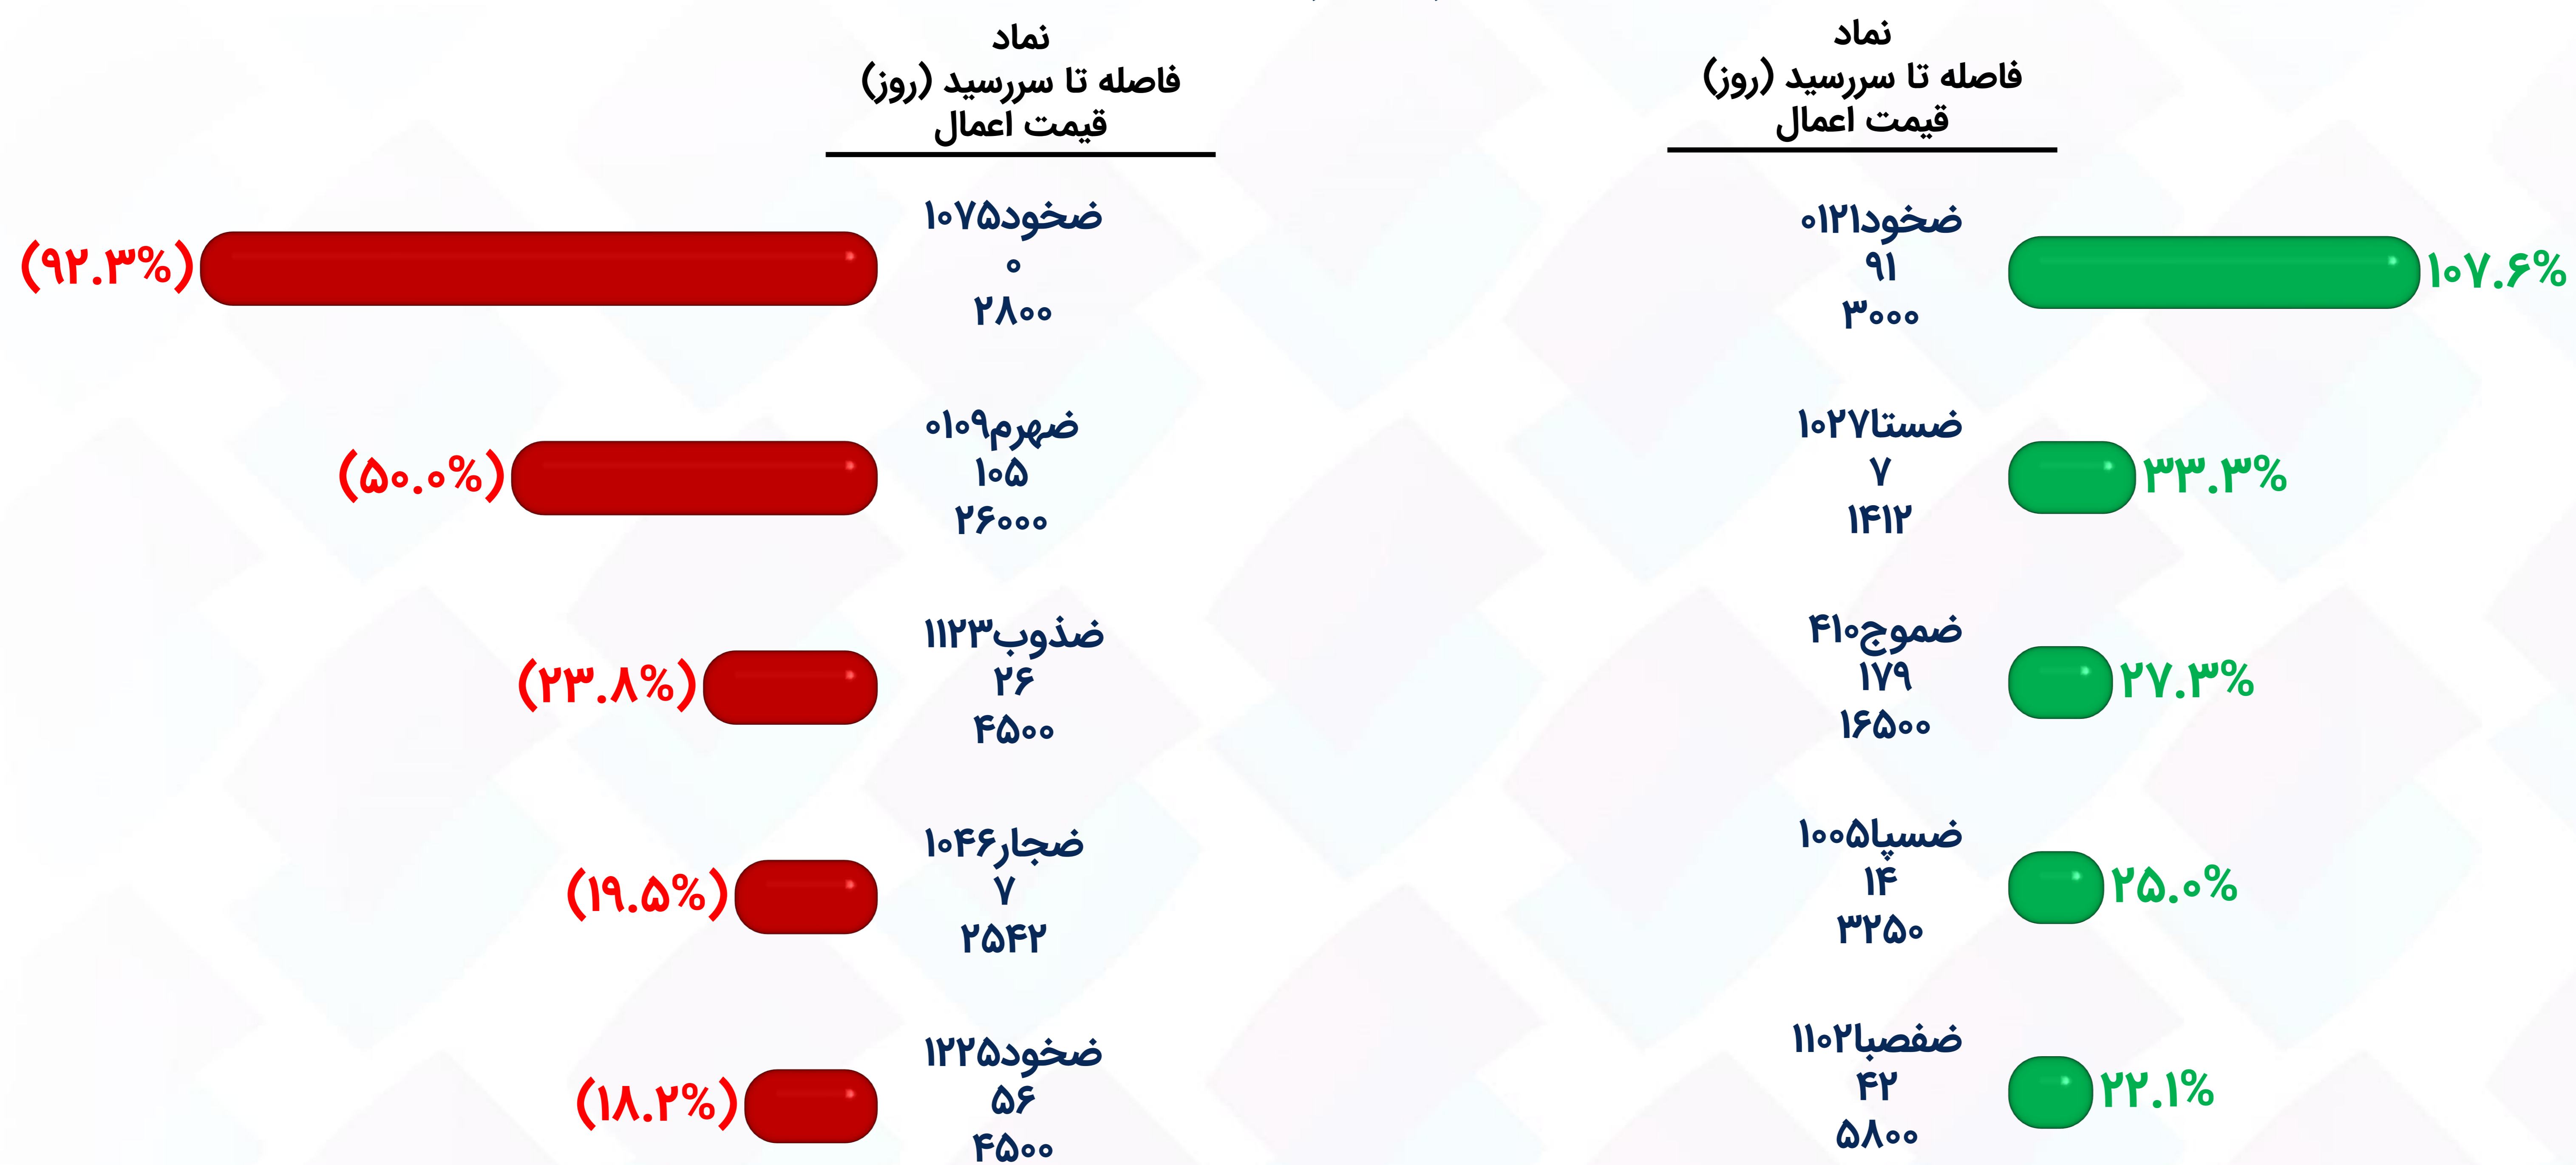 نماد
فاصله تا سررسید (روز)
قیمت اعمال
ضخود۰۱۲۱
۹۱
۳۰۰۰
۱۰۷.۶%
ضستا۱۰۲۷
۷
۱۴۱۲
۳۳.۳%
ضموج۴۱۰
۱۷۹
۱۶۵۰۰
۲۷.۳%
ضسپا۱۰۰۵
۱۴
۳۲۵۰
۲۵.۰%
ضفصبا۱۱۰۲
۴۲
۵۸۰۰
۲۲.۱%
نماد
فاصله تا سررسید (روز)
قیمت اعمال
ضخود۱۰۷۵
۰
۲۸۰۰
(۹۲.۳%)
ضهرم۰۱۰۹
۱۰۵
۲۶۰۰۰
(۵۰.۰%)
ضذوب۱۱۲۳
۲۶
۴۵۰۰
(۲۳.۸%)
ضجار۱۰۴۶
۷
۲۵۴۲
(۱۹.۵%)
ضخود۱۲۲۵
۵۶
۴۵۰۰
(۱۸.۲%)